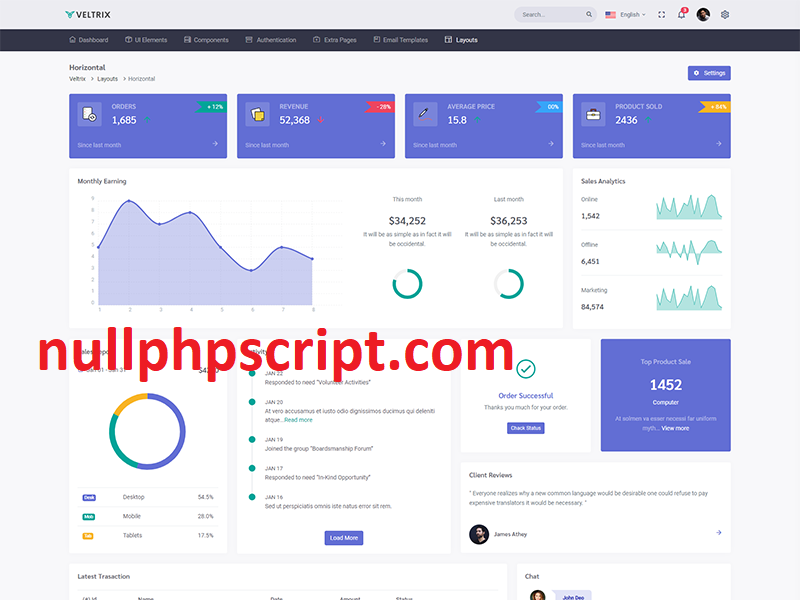 VELTRIX
Search...
English
3
Dashboard
UI Elements
Components
Authentication
Extra Pages
Email Templates
Layouts
Horizontal
Veltrix > Layouts > Horizontal
Settings
ORDERS
+ 12%
1,685
Since last month
REVENUE
- 28%
52,368
Since last month
AVERAGE PRICE
00%
15.8
Since last month
PRODUCT SOLD
+ 84%
2436
Since last month
Monthly Earning
9
8
7
6
5
4
3
2
1
0
1 2 3 4 5 6 7 8
This month
$34,252
It will be as simple as in fact it will
be occidental.
Last month
$36,253
It will be as simple as in fact it will
be occidental.
Sales Analytics
Online
1,542
Offline
6,451
Marketing
84,574
nullphpscript.com
Desk Desktop 54.5%
Mob Mobile 28.0%
Tab Tablets 17.5%
JAN 22
Responded to need "Volunteer Activities"
JAN 20
At vero accusamus et iusto odio dignissimos ducimus qui deleniti
atque.. Read more
JAN 19
Joined the group "Boardsmanship Forum"
JAN 17
Responded to need "In-Kind Opportunity"
JAN 16
Sed ut perspiciatis omnis iste natus error sit rem.
Load More
Order Successful
Thanks you much for your order.
Chack Status
Top Product Sale
1452
Computer
At solmen va esser necessi far uniform
myth... View more
Client Reviews
" Everyone realizes why a new common language would be desirable one could refuse to pay
expensive translators it would be necessary. "
James Athey
Latest Trasaction
(#) Id Name Date Amount Status
Chat
John Deo